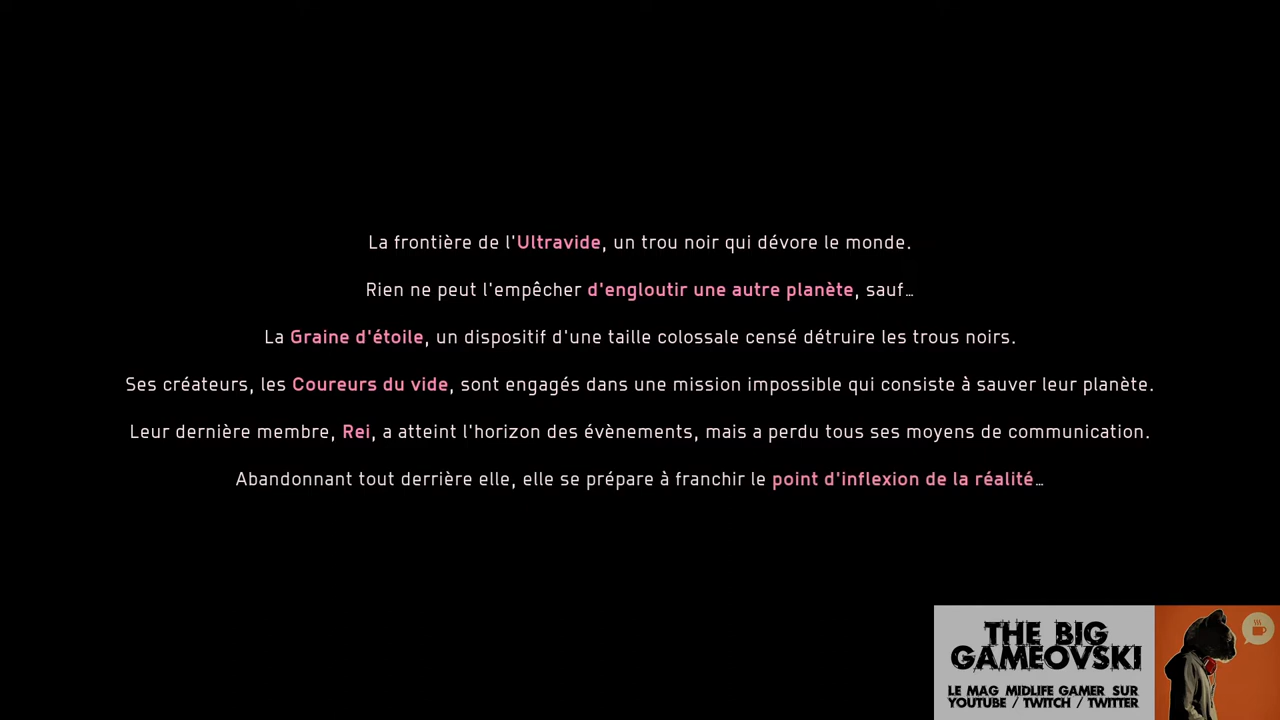 La frontière de l'Ultravide, un trou noir qui dévore le monde.
Rien ne peut l'empêcher d'engloutir une autre planète, sauf…
La Graine d'étoile, un dispositif d'une taille colossale censé détruire les trous noirs.
Ses créateurs, les Coureurs du vide, sont engagés dans une mission impossible qui consiste à sauver leur planète.
Leur dernière membre, Rei, a atteint l'horizon des évènements, mais a perdu tous ses moyens de communication.
Abandonnant tout derrière elle, elle se prépare à franchir le point d'inflexion de la réalité…
THE BIG
GAMEOVSKI
LE MAG MIDLIFE GAMER SUR
YOUTUBE / TWITCH / TWITTER